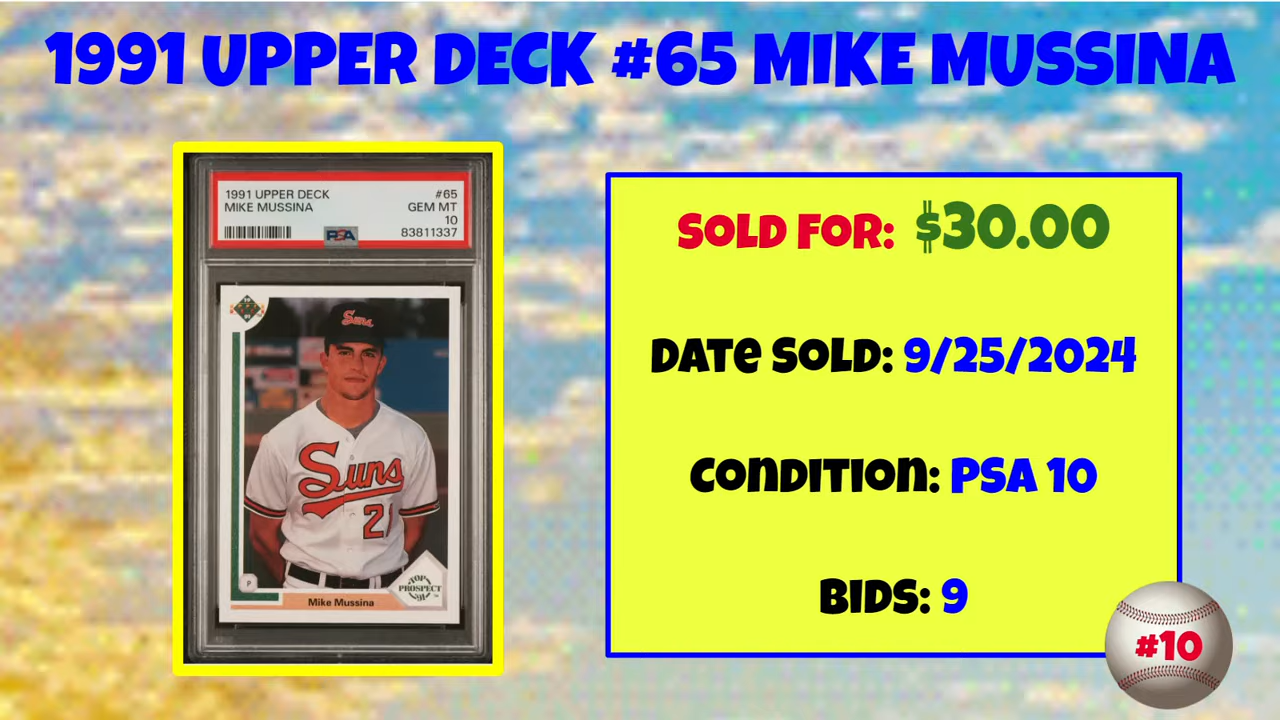 1991 UPPER DECK #65 MIKE MUSSINA
1991 UPPER DECK #65
MIKE MUSSINA GEM MT
10
PSA 83811337
Suns
Suns
21
P
TOP
PROSPECT
'91
Mike Mussina
SOLD FOR: $30.00
DATE SOLD: 9/25/2024
CONDITION: PSA 10
BIDS: 9
#10